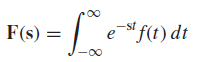 F(s) = ∫_{-∞}^{∞} e^{-st} f(t) dt